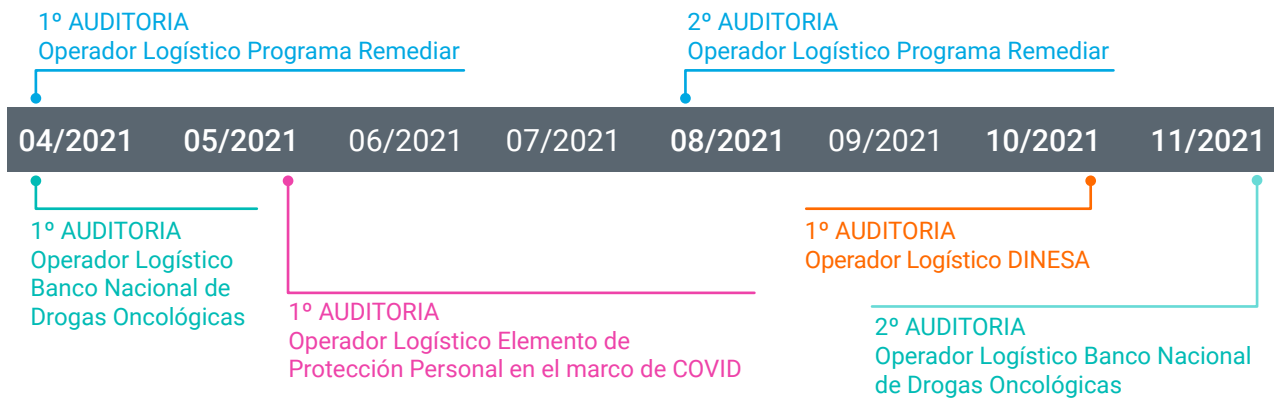 1º AUDITORIA
Operador Logístico Programa Remediar
2º AUDITORIA
Operador Logístico Programa Remediar
04/2021 05/2021 06/2021 07/2021 08/2021 09/2021 10/2021 11/2021
1º AUDITORIA
Operador Logístico
Banco Nacional de
Drogas Oncológicas
1º AUDITORIA
Operador Logístico Elemento de
Protección Personal en el marco de COVID
1º AUDITORIA
Operador Logístico DINESA
2º AUDITORIA
Operador Logístico Banco Nacional
de Drogas Oncológicas